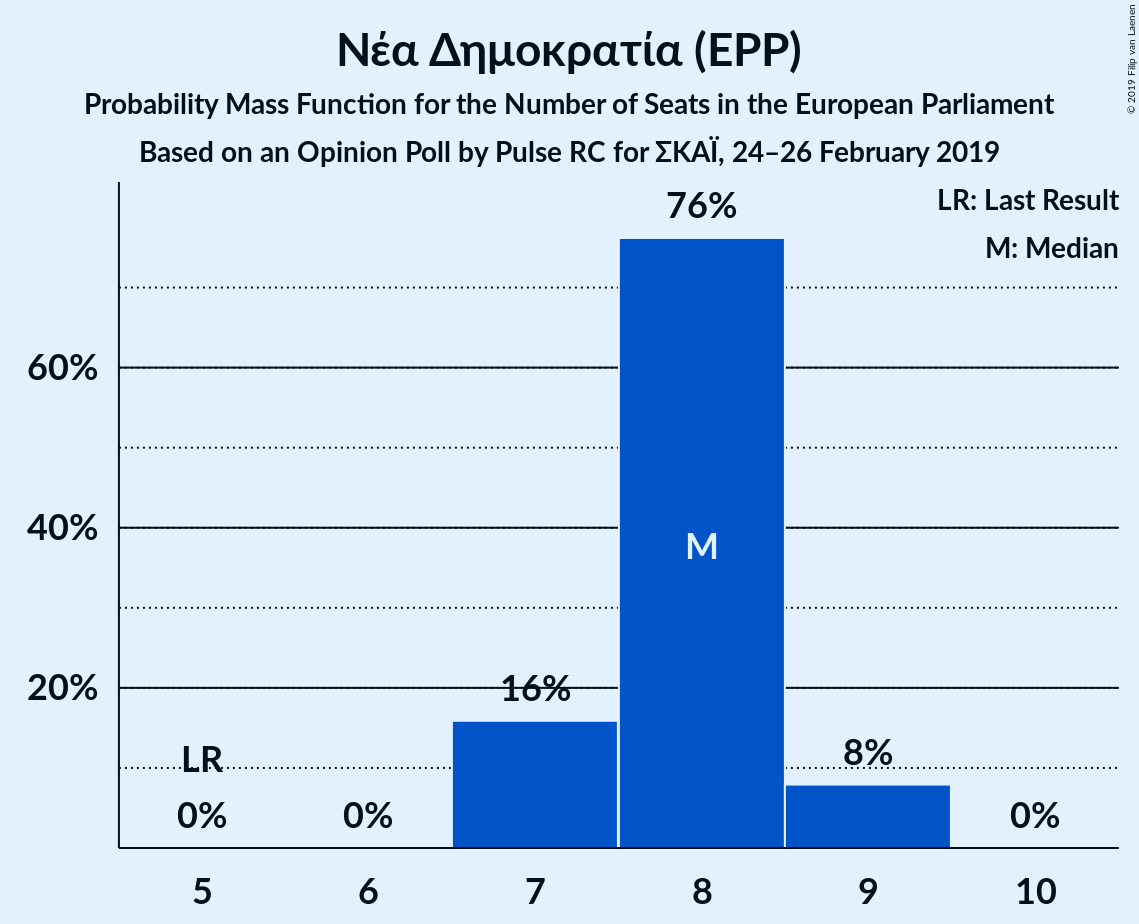 Νέα Δημοκρατία (EPP)
Probability Mass Function for the Number of Seats in the European Parliament
Based on an Opinion Poll by Pulse RC for ΣΚΑΪ, 24–26 February 2019
© 2019 Filip van Laenen
LR: Last Result
M: Median
76%
60%
40%
M
20%
16%
LR
8%
0%
0%
0%
5
6
7
8
9
10